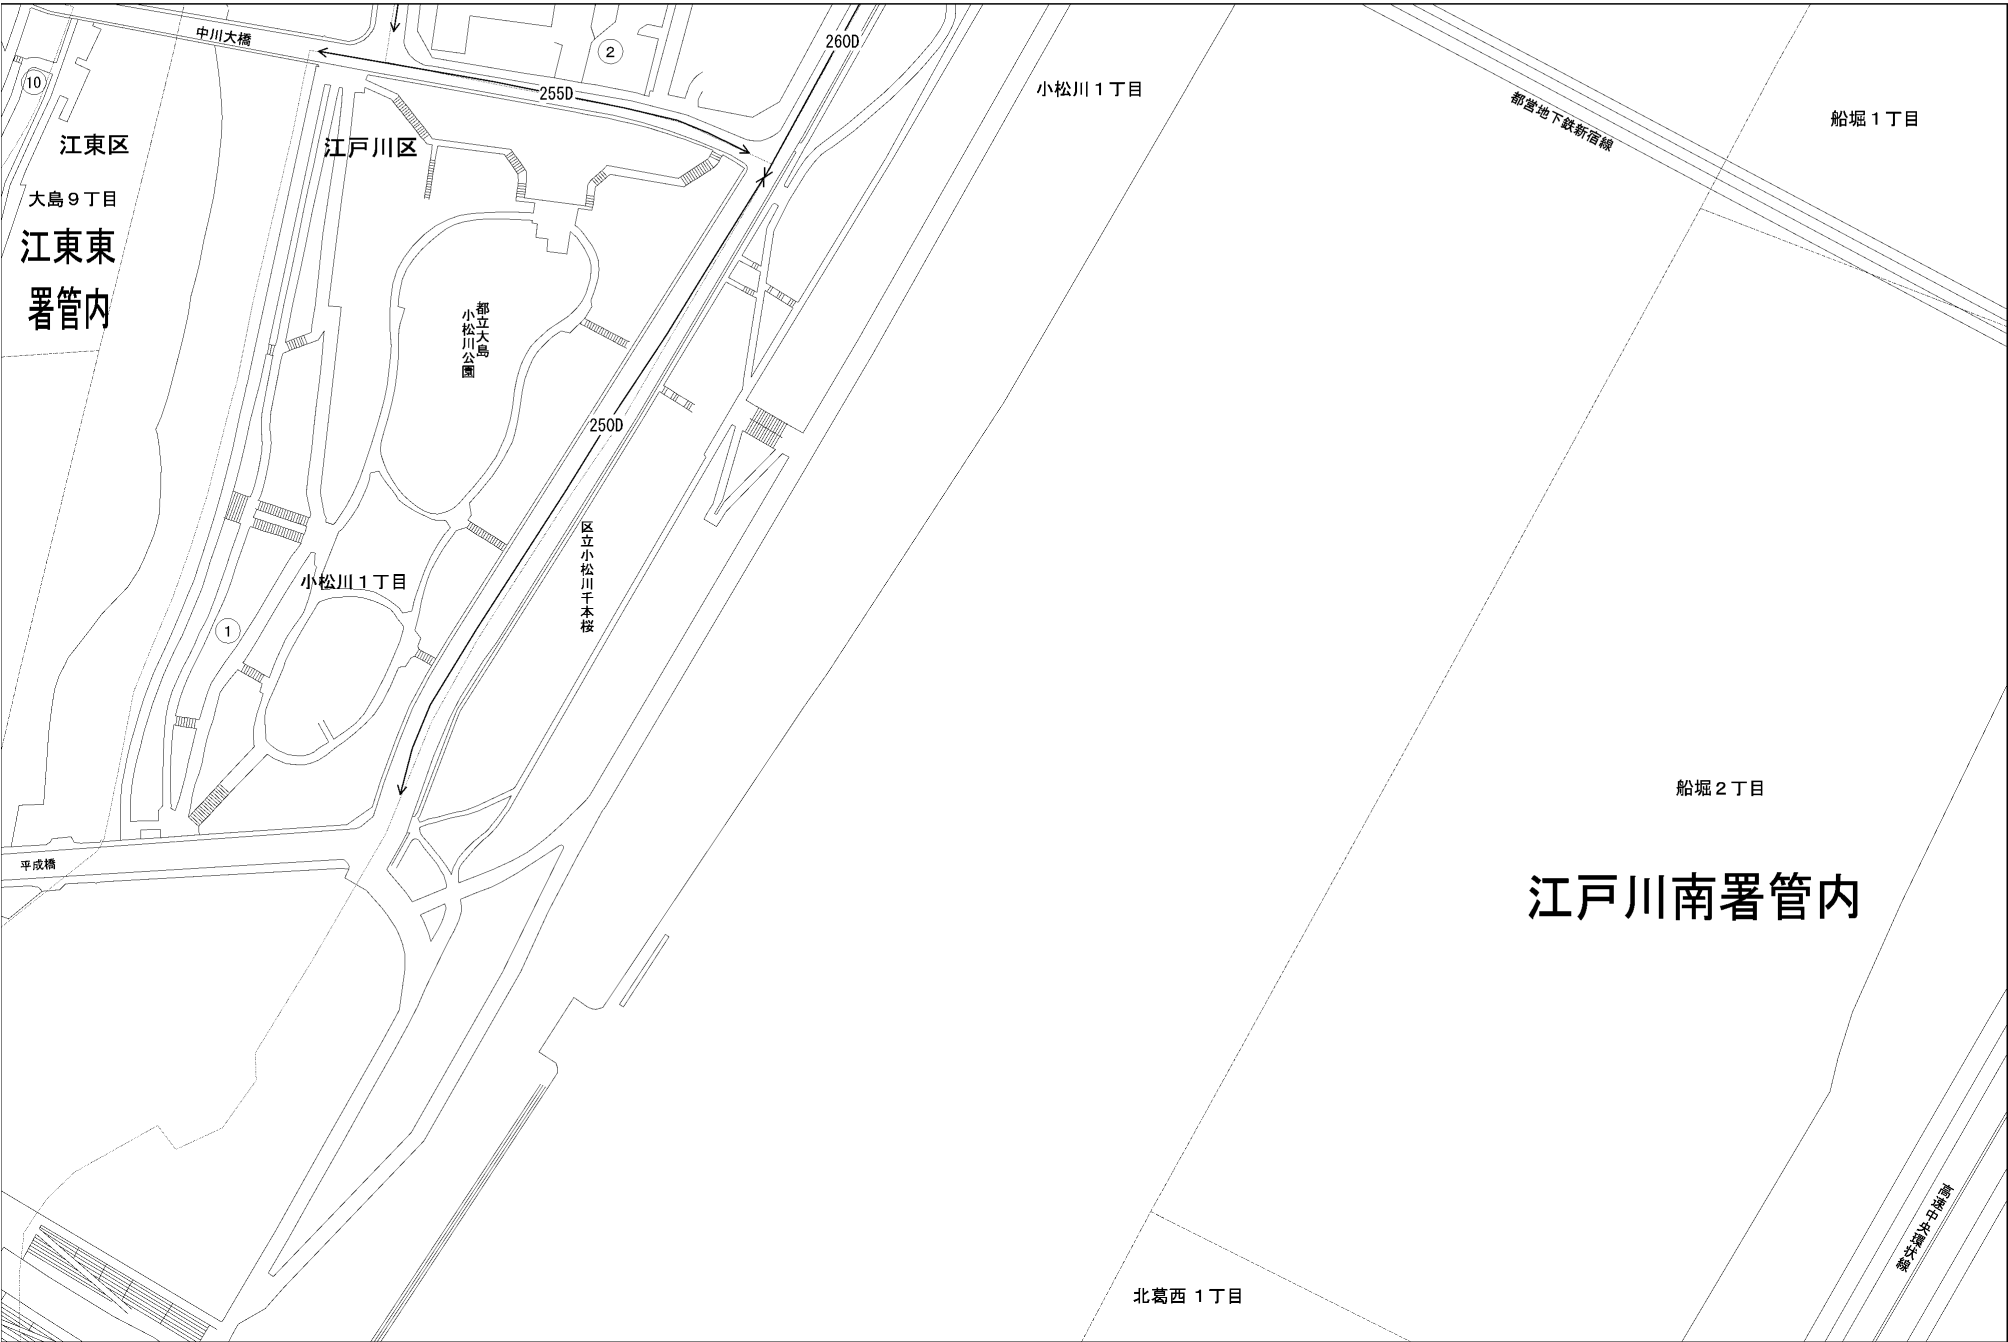 中川大橋
260D
2
10
255D
小松川1丁目
都営地下鉄新宿線
船堀1丁目
江東区
江戸川区
大島9丁目
江東東
署管内
都立大島
小松川公園
250D
区立小松川千本桜
小松川1丁目
1
船堀2丁目
平成橋
江戸川南署管内
高速中央環状線
北葛西 1丁目